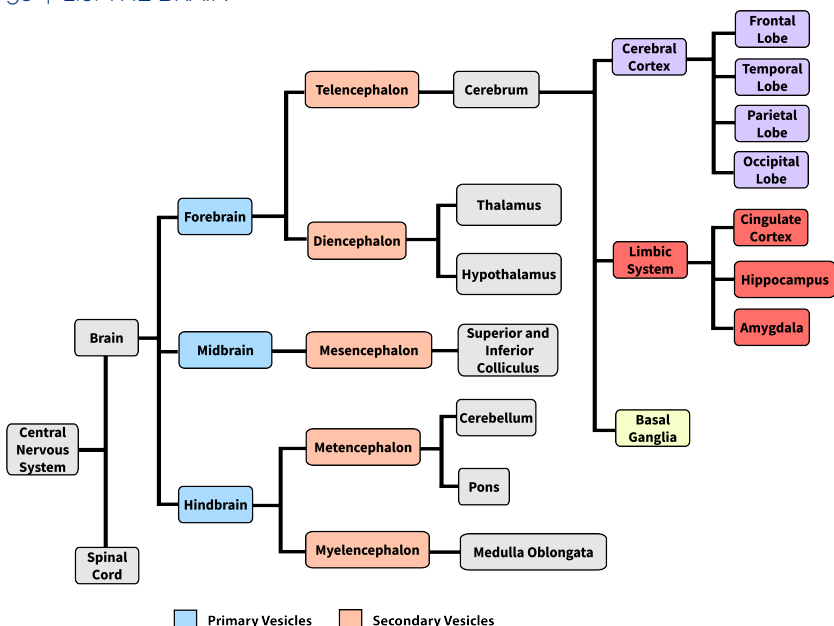 Frontal
Lobe
Cerebral
Cortex
Temporal
Lobe
Telencephalon
Cerebrum
Parietal
Lobe
Occipital
Lobe
Forebrain
Thalamus
Cingulate
Cortex
Diencephalon
Limbic
System
Hypothalamus
Hippocampus
Amygdala
Brain
Midbrain
Mesencephalon
Superior and
Inferior
Colliculus
Cerebellum
Basal
Ganglia
Central
Nervous
System
Metencephalon
Pons
Hindbrain
Myelencephalon
Medulla Oblongata
Spinal
Cord
Primary Vesicles
Secondary Vesicles